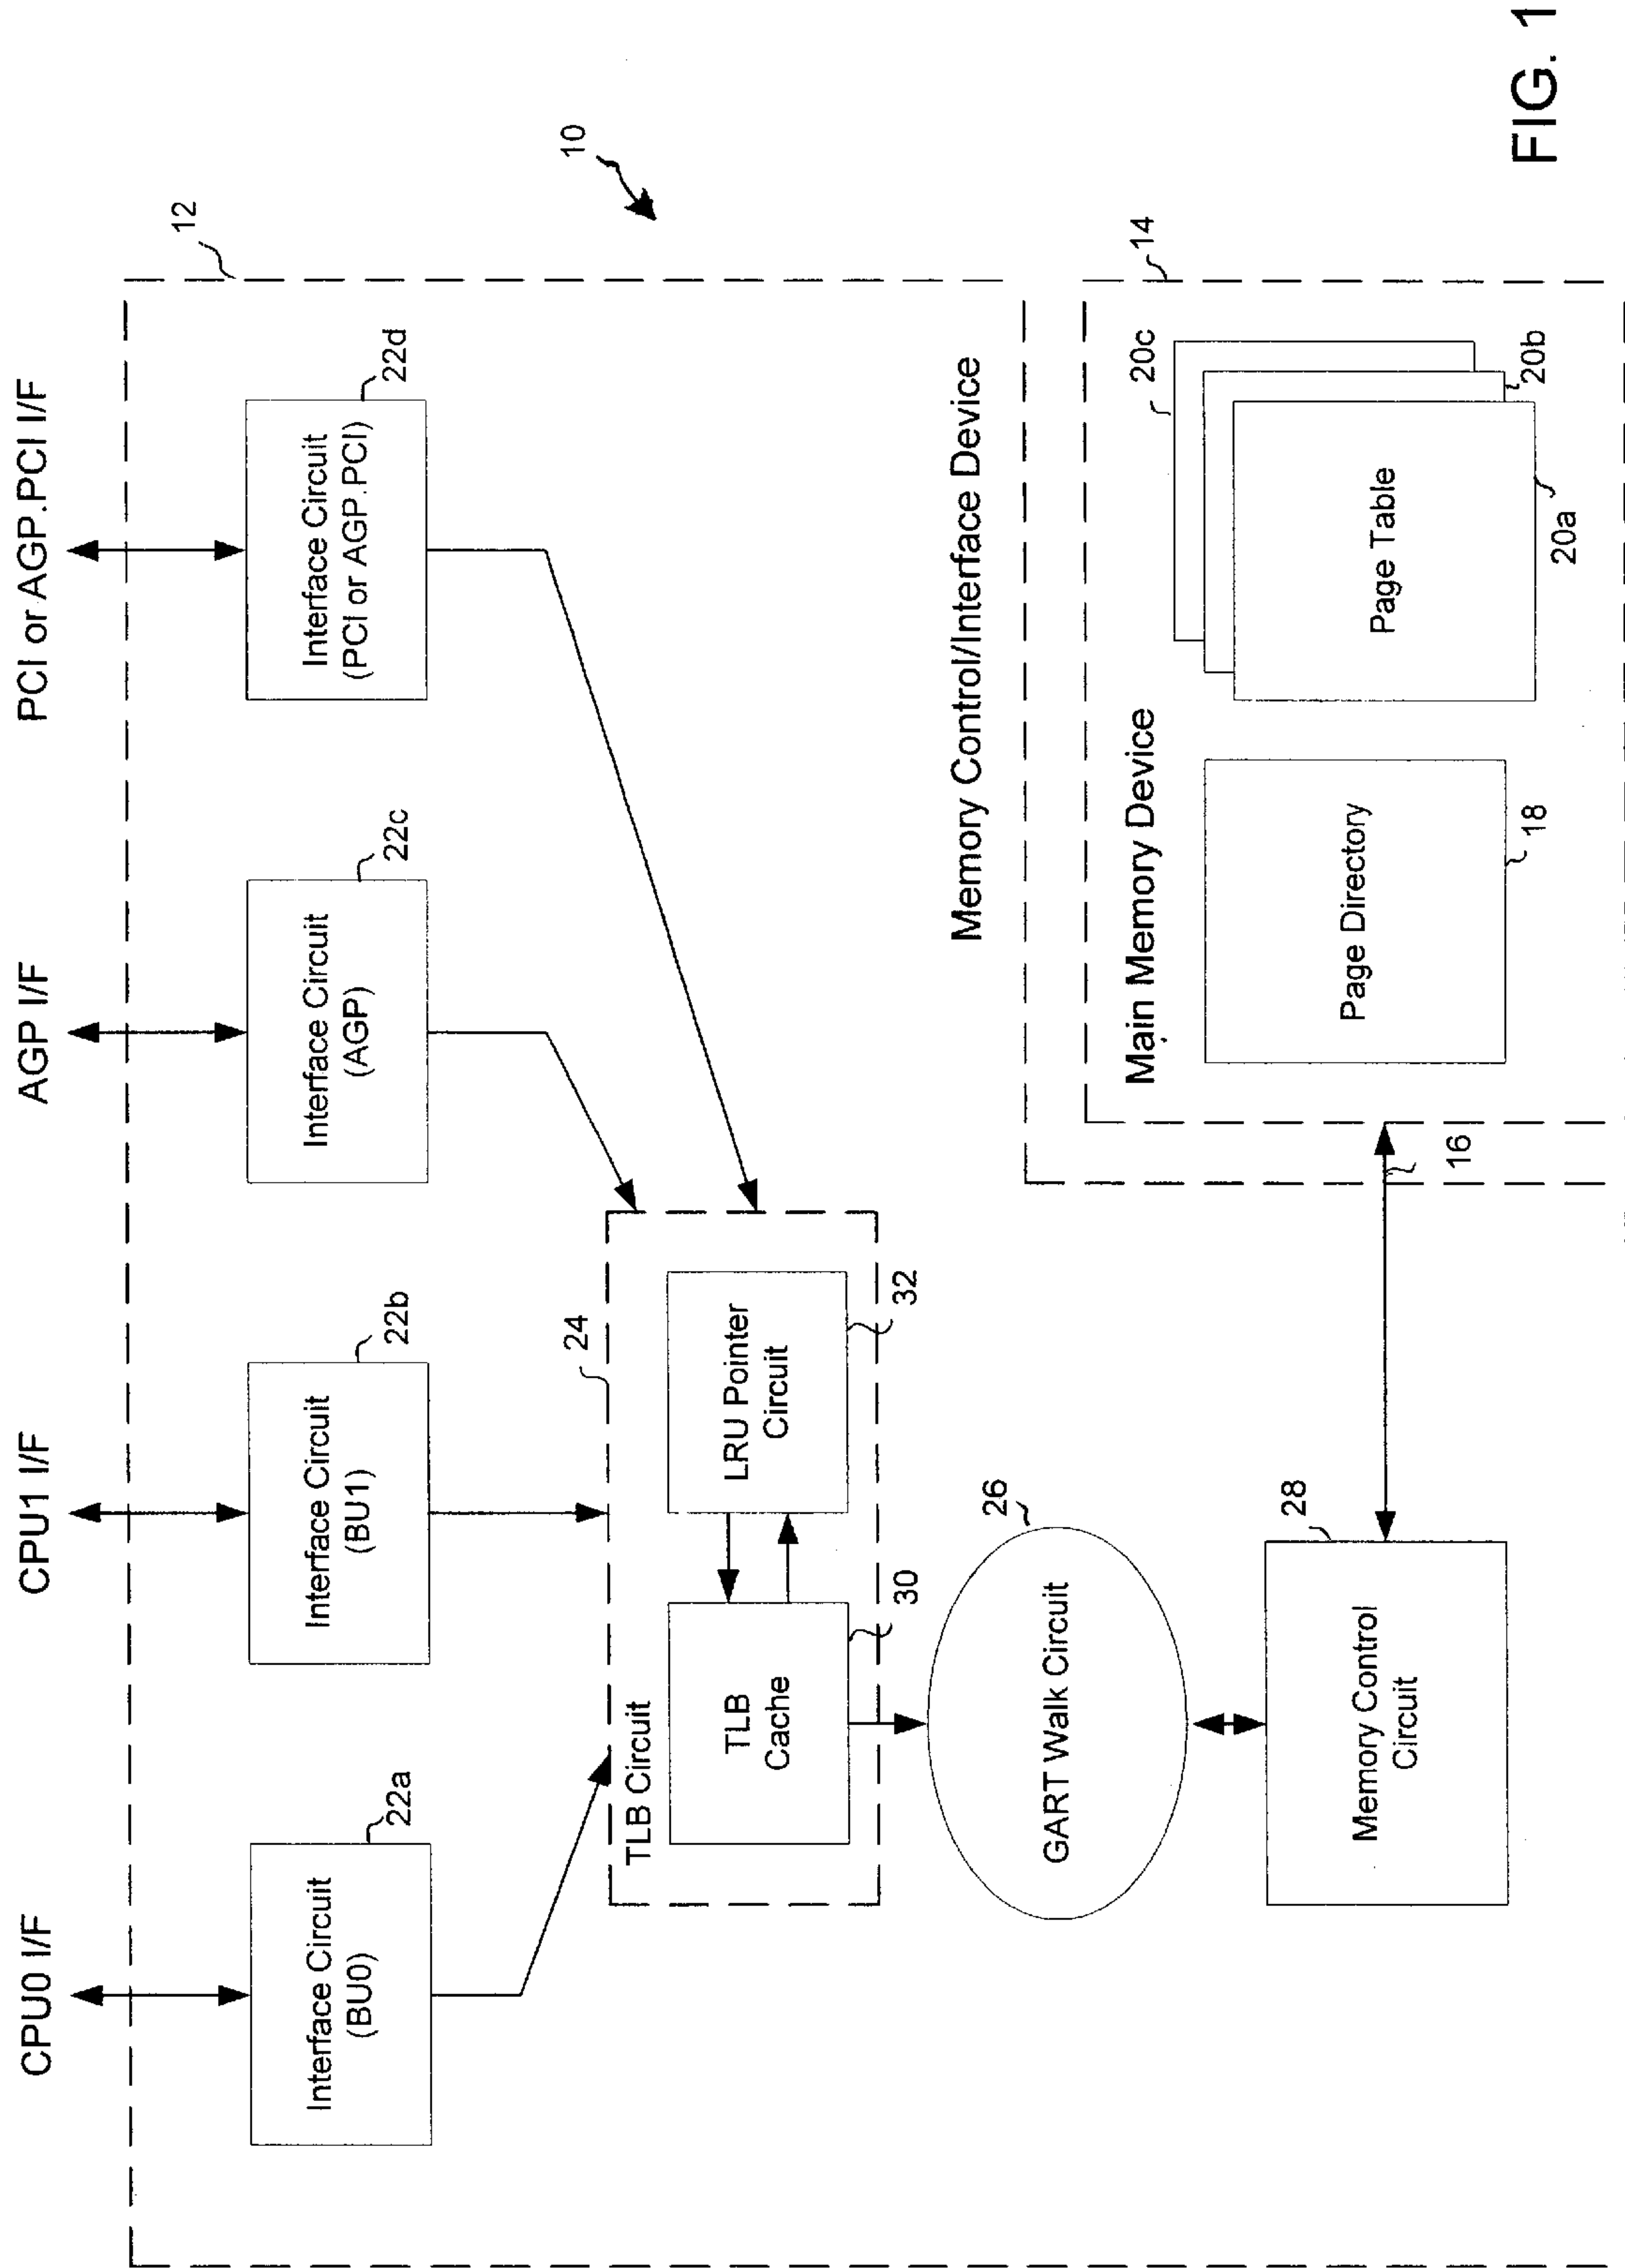 CPU0 I/F
CPU1 I/F
AGP I/F
PCI or AGP.PCI I/F
12
10
Interface Circuit
(BU0)
22a
Interface Circuit
(BU1)
22b
Interface Circuit
(AGP)
22c
Interface Circuit
(PCI or AGP.PCI)
22d
24
TLB Circuit
TLB
Cache
30
LRU Pointer
Circuit
32
GART Walk Circuit
26
Memory Control
Circuit
28
16
Memory Control/Interface Device
14
Main Memory Device
Page Directory
18
Page Table
20a
20b
20c
FIG. 1